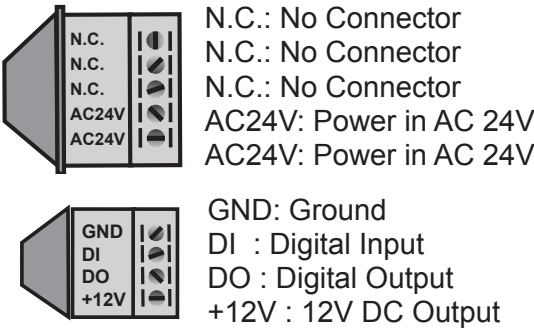 N.C.
N.C.
N.C.
AC24V
AC24V
N.C.: No Connector
N.C.: No Connector
N.C.: No Connector
AC24V: Power in AC 24V
AC24V: Power in AC 24V
GND
DI
DO
+12V
GND: Ground
DI : Digital Input
DO : Digital Output
+12V : 12V DC Output